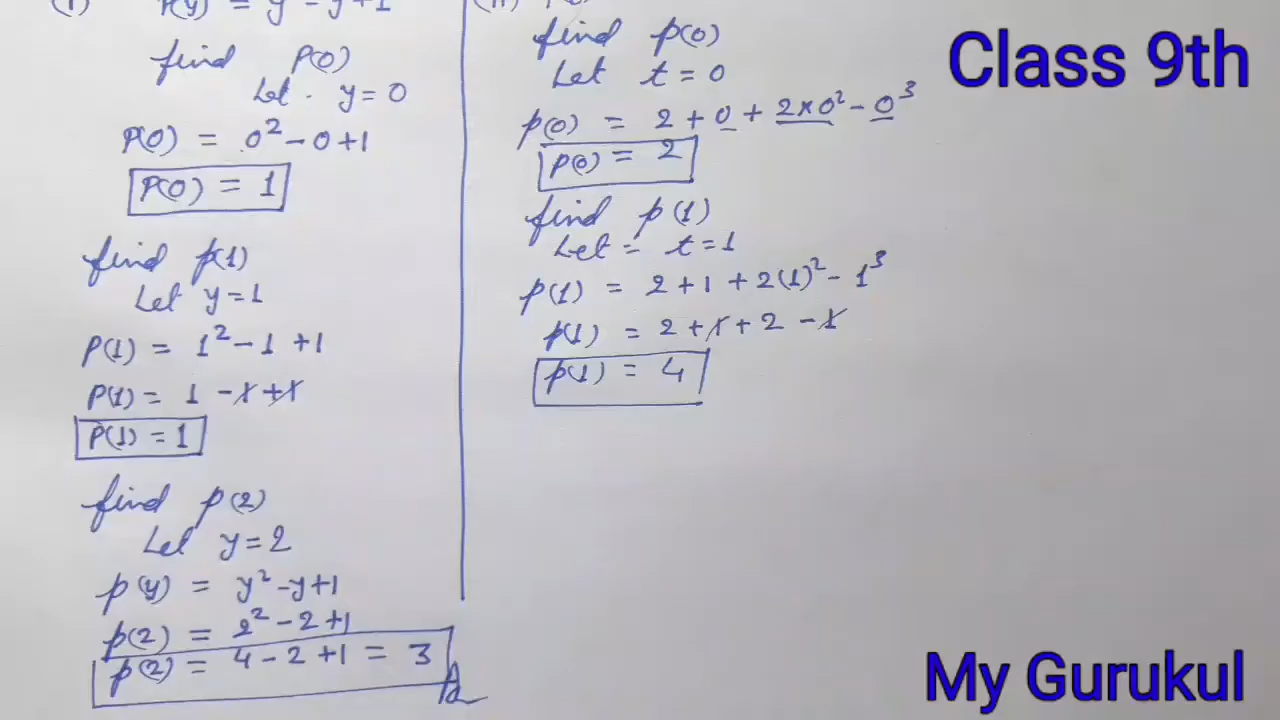 (i) P(y) = y² - y + 1
find P(0)
Let. y = 0
P(0) = 0² - 0 + 1
P(0) = 1
find p(1)
Let y = 1
P(1) = 1² - 1 + 1
P(1) = 1 - 1 + 1
P(1) = 1
find p(2)
Let y = 2
p(y) = y² - y + 1
p(2) = 2² - 2 + 1
p(2) = 4 - 2 + 1 = 3
find p(0)
Let t = 0
p(0) = 2 + 0 + 2×0² - 0³
p(0) = 2
find p(1)
Let = t = 1
p(1) = 2 + 1 + 2(1)² - 1³
p(1) = 2 + 1 + 2 - 1
p(1) = 4
Class 9th
My Gurukul